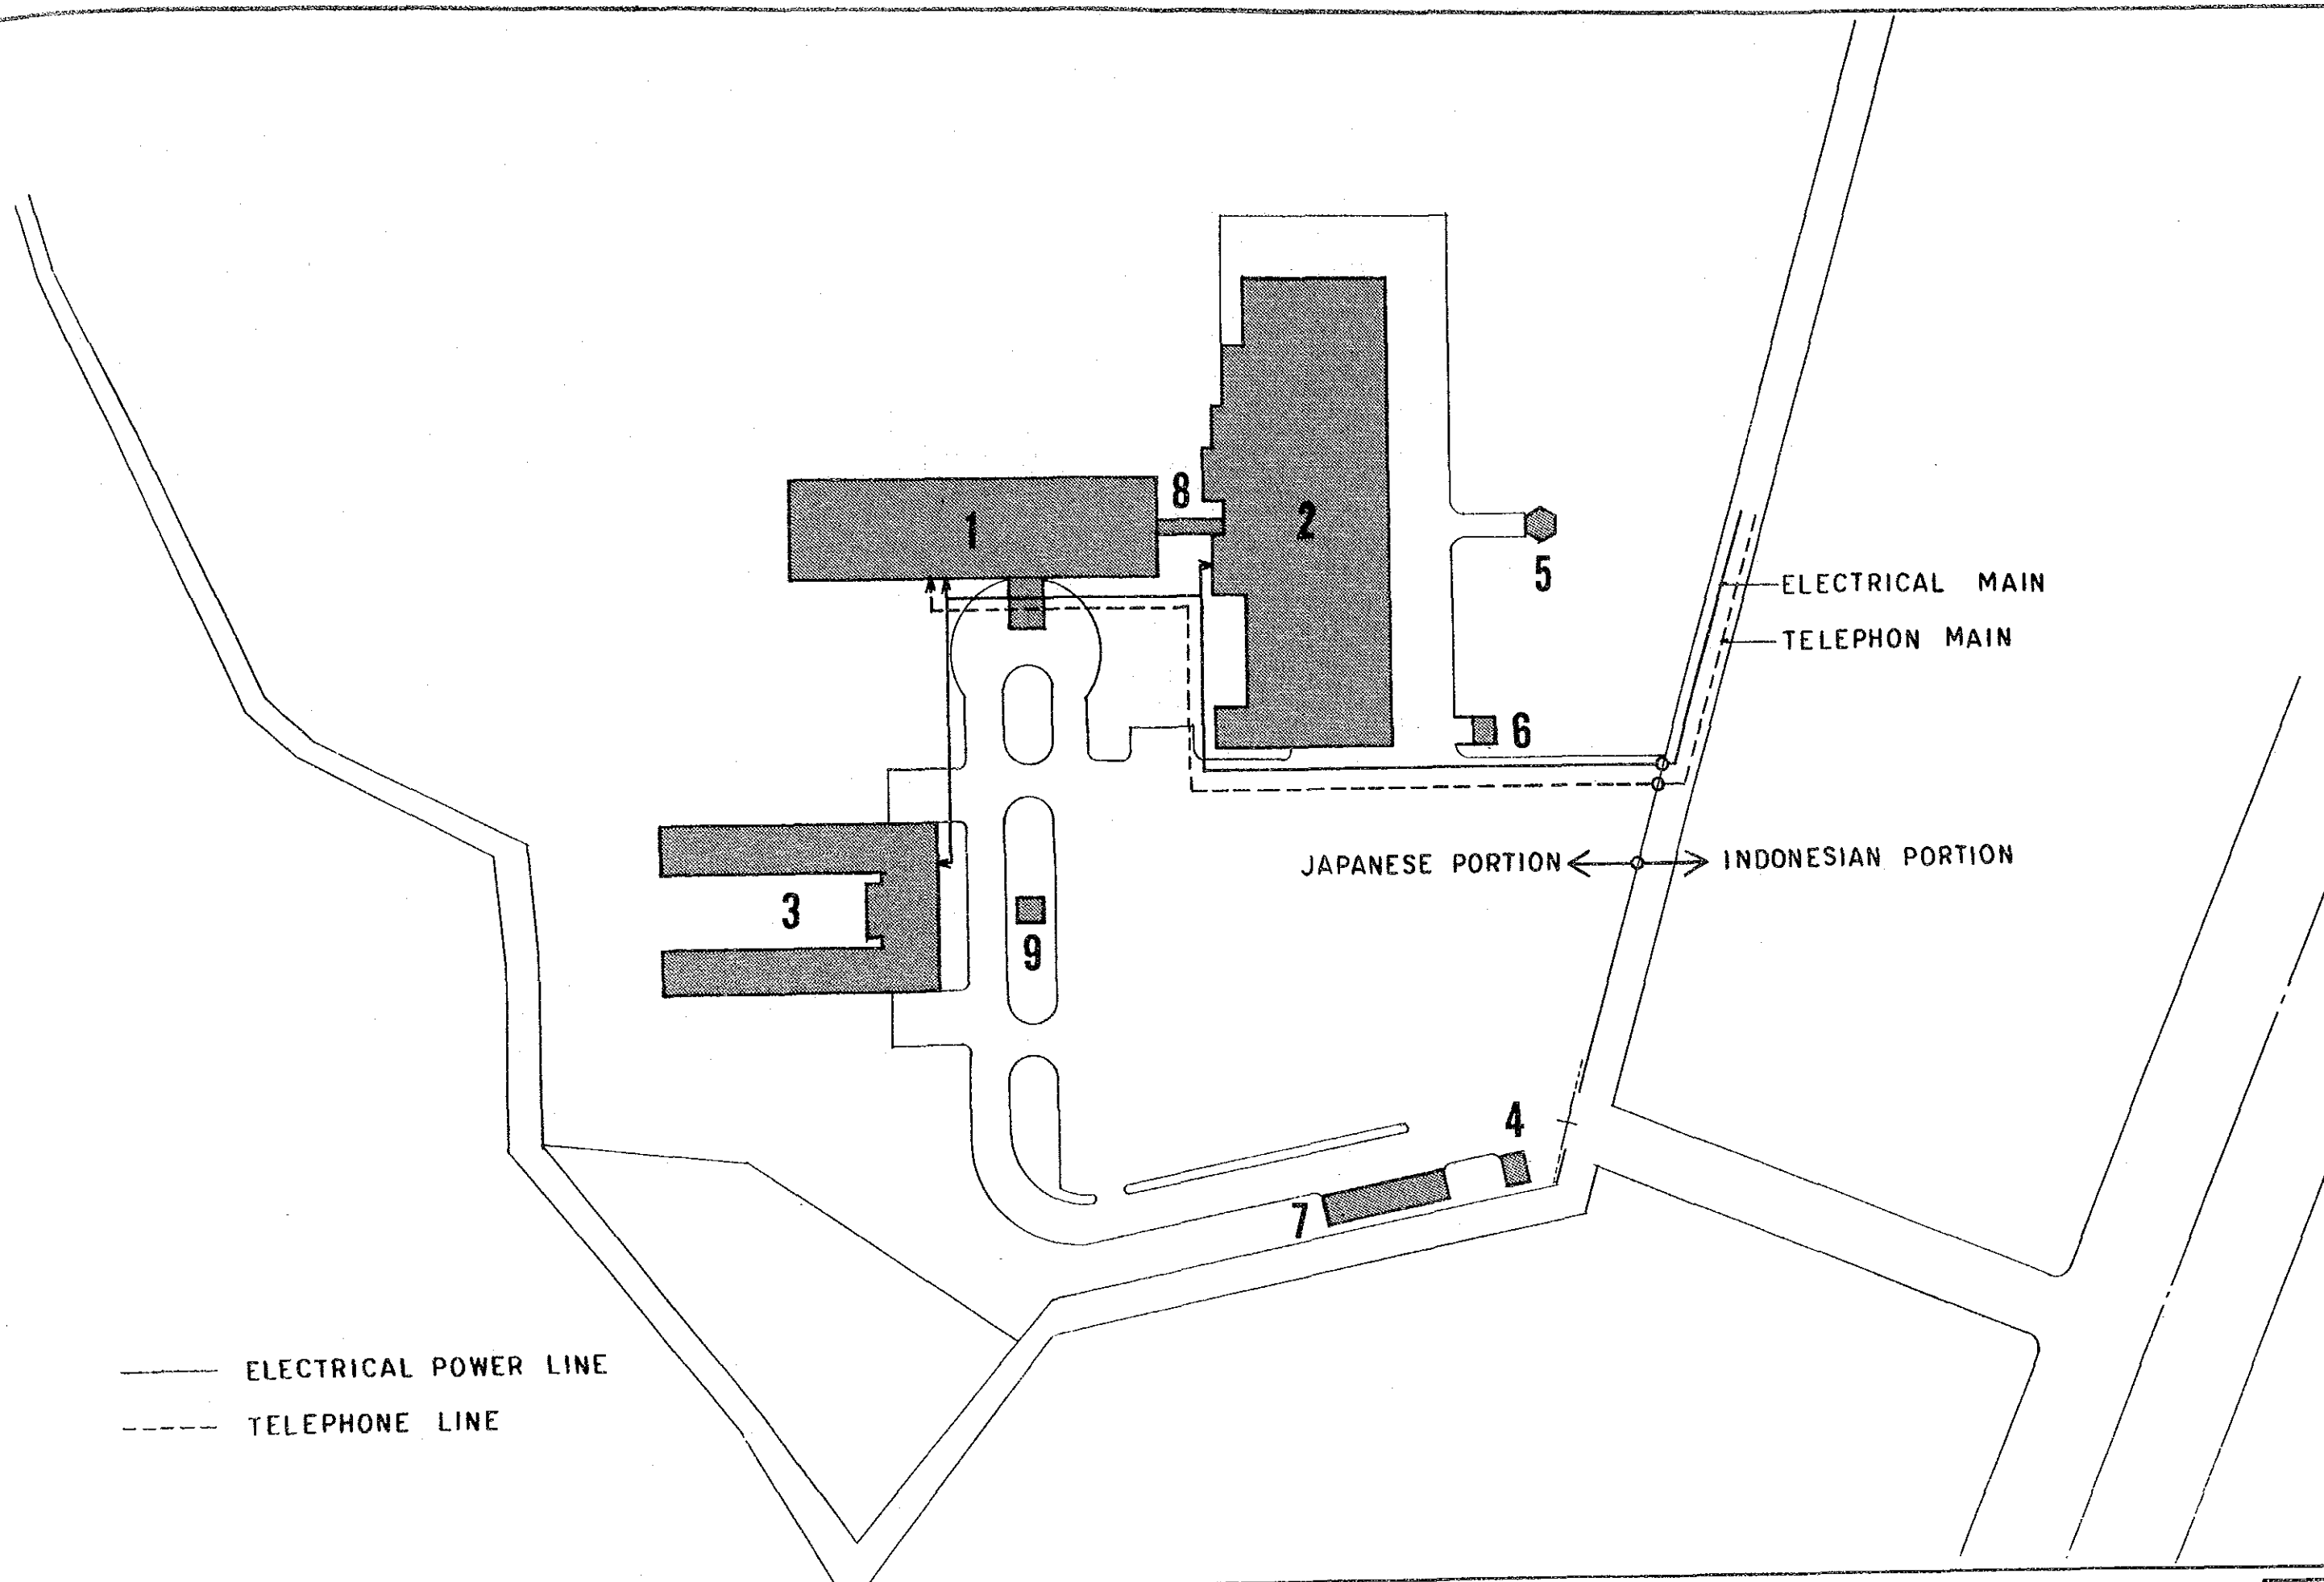 8
1
2
5
ELECTRICAL MAIN
TELEPHON MAIN
6
JAPANESE PORTION
INDONESIAN PORTION
3
9
4
7
ELECTRICAL POWER LINE
TELEPHONE LINE